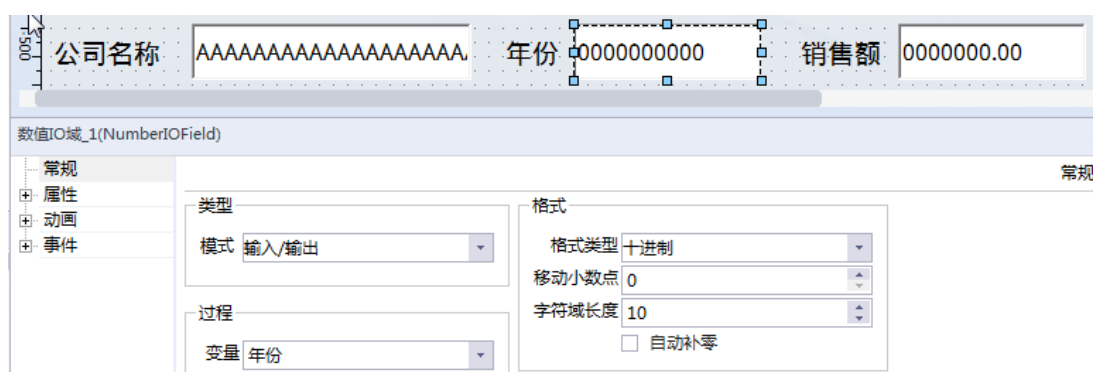 500
公司名称 AAAAAAAAAAAAAAAAAAA 年份 0000000000 销售额 0000000.00
数值IO域_1(NumberIOField)
常规
常规
属性
动画
事件
类型
模式 输入/输出
过程
变量 年份
格式
格式类型 十进制
移动小数点 0
字符域长度 10
自动补零